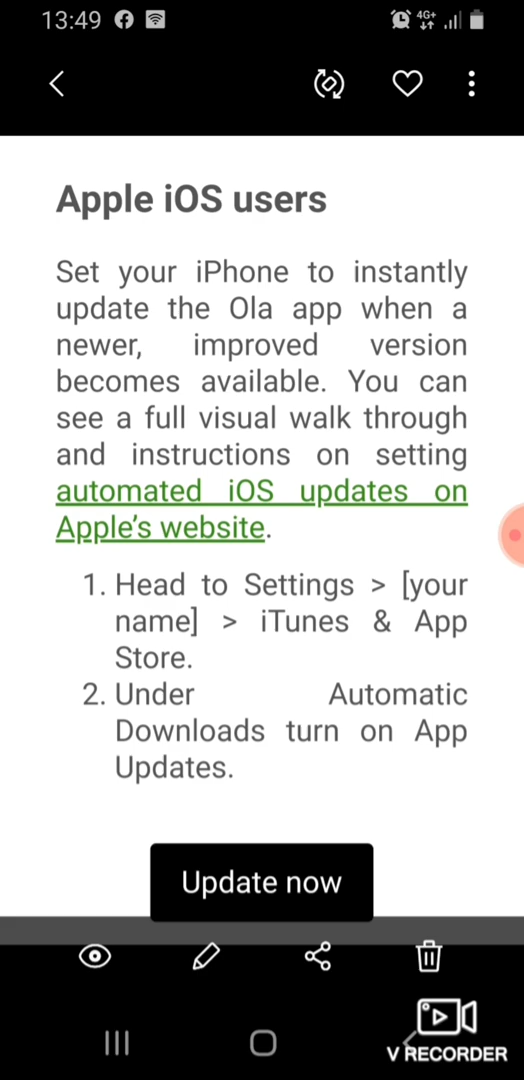 13:49
4G+
Apple iOS users
Set your iPhone to instantly
update the Ola app when a
newer, improved version
becomes available. You can
see a full visual walk through
and instructions on setting
automated iOS updates on
Apple's website.
1. Head to Settings > [your
name] > iTunes & App
Store.
2. Under Automatic
Downloads turn on App
Updates.
Update now
V RECORDER